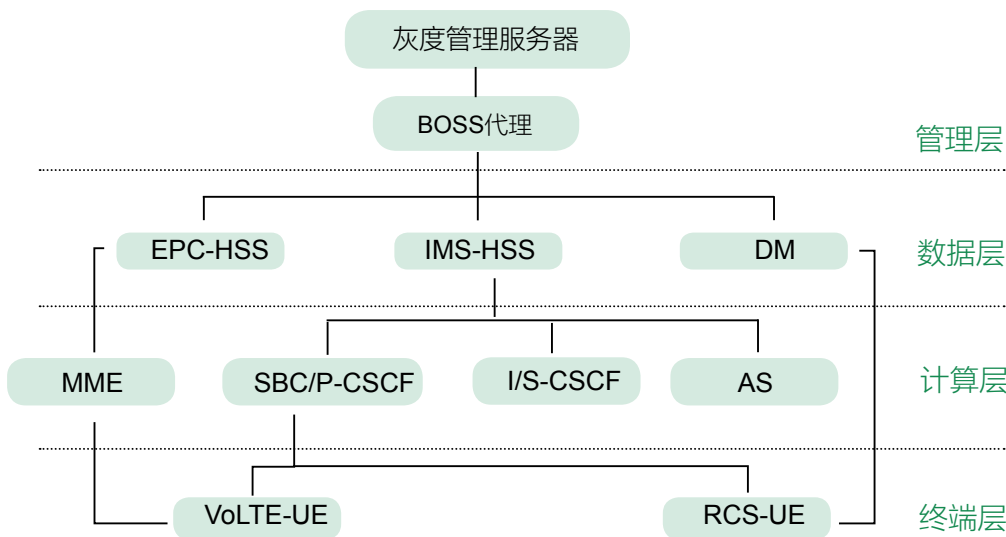 灰度管理服务器
BOSS代理
管理层
EPC-HSS
IMS-HSS
DM
数据层
MME
SBC/P-CSCF
I/S-CSCF
AS
计算层
VoLTE-UE
RCS-UE
终端层